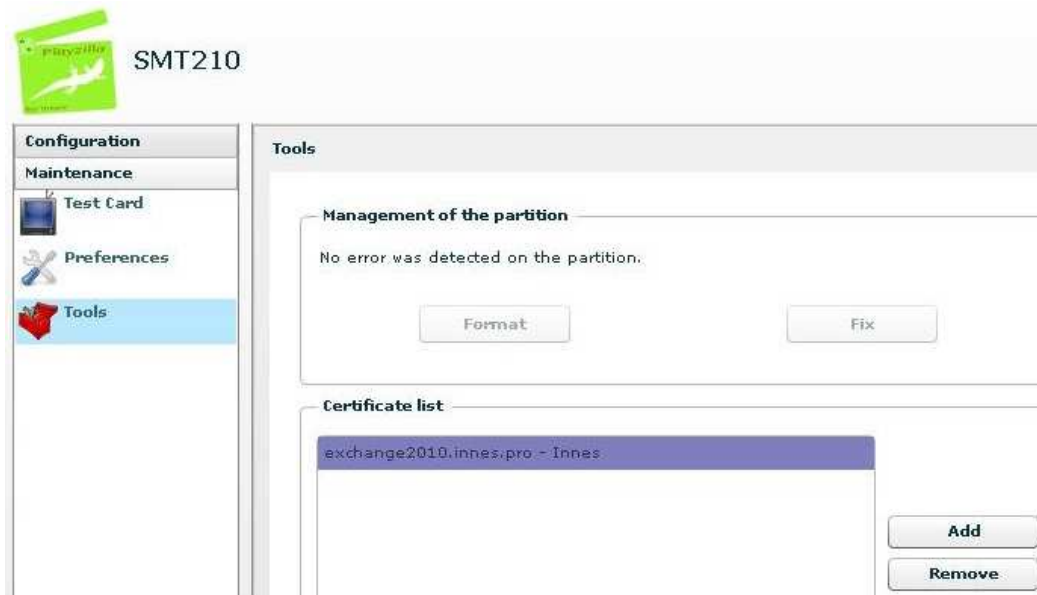 Playzilla
SMT210
Configuration
Maintenance
Test Card
Preferences
Tools
Tools
Management of the partition
No error was detected on the partition.
Format
Fix
Certificate list
exchange2010.innes.pro - Innes
Add
Remove